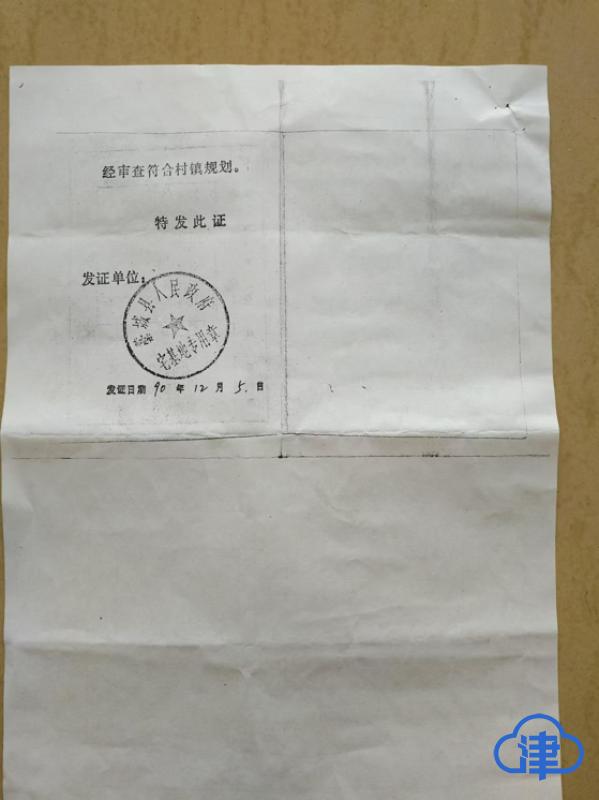 经审查符合村镇规划。
特发此证
发证单位:
城县人民政府
宅基地专用章
发证日期 90 年 12 月 5. 日
津